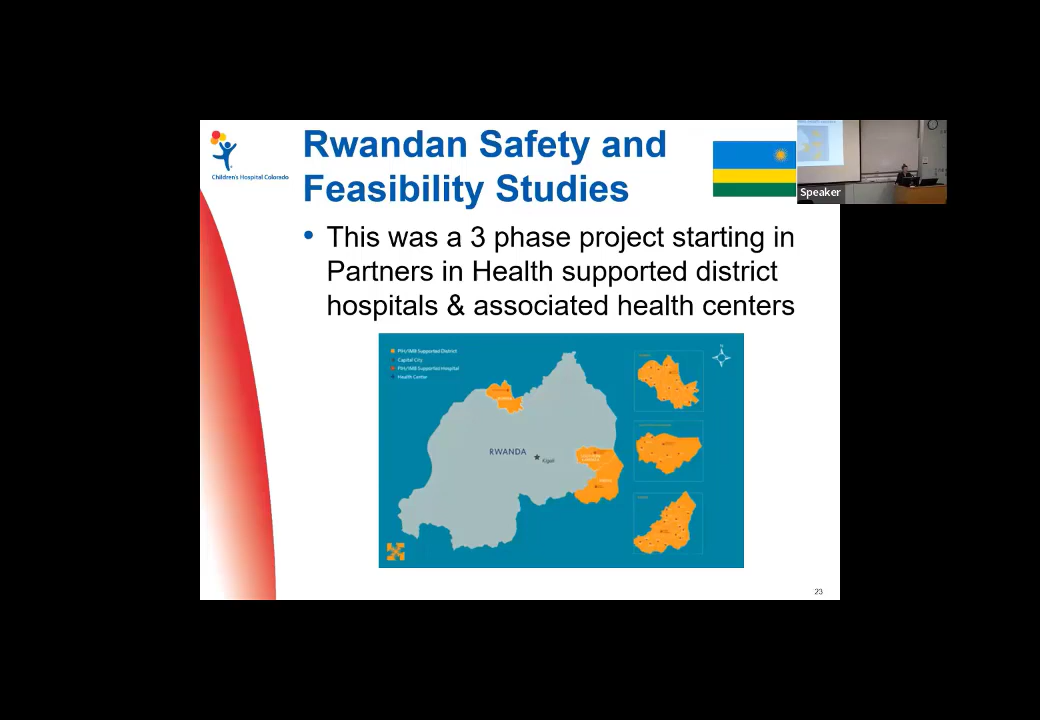 Rwandan Safety and
Feasibility Studies
Children's Hospital Colorado
Speaker
• This was a 3 phase project starting in
Partners in Health supported district
hospitals & associated health centers
PIH/IMB Supported District
Capital City
PIH/IMB Supported Hospital
Health Center
N
RWANDA
Kigali
23